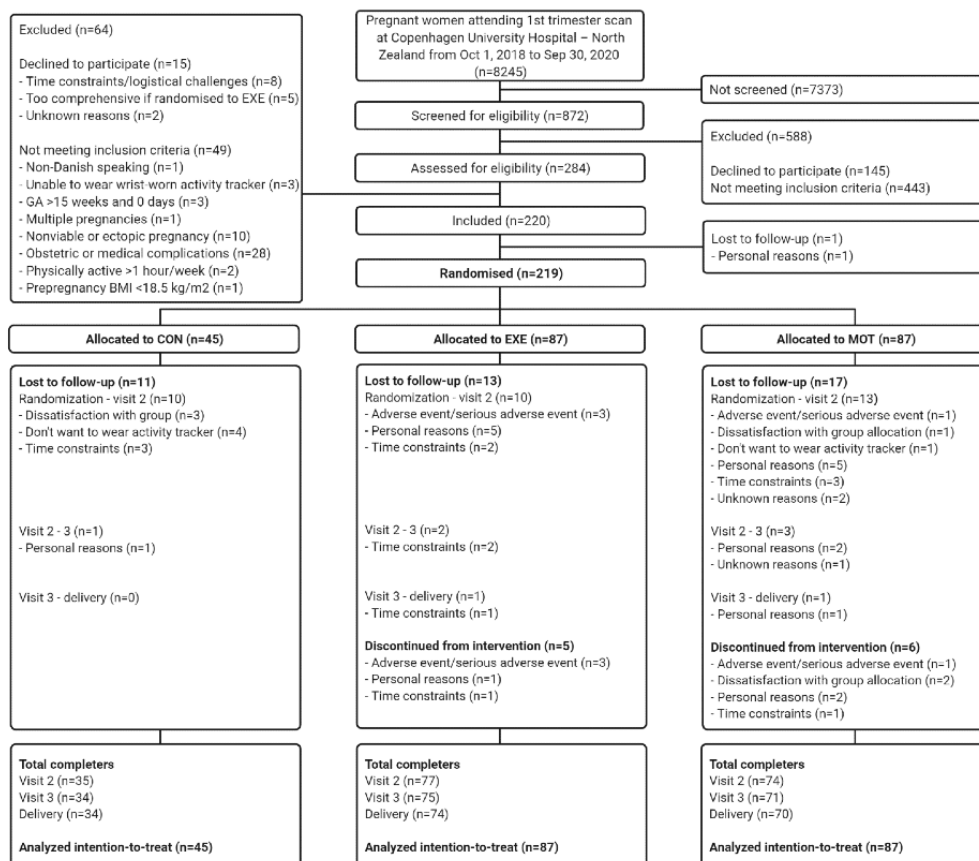 Pregnant women attending 1st trimester scan
at Copenhagen University Hospital – North
Zealand from Oct 1, 2018 to Sep 30, 2020
(n=8245)
Not screened (n=7373)
Screened for eligibility (n=872)
Excluded (n=588)
Declined to participate (n=145)
Not meeting inclusion criteria (n=443)
Assessed for eligibility (n=284)
Excluded (n=64)
Declined to participate (n=15)
- Time constraints/logistical challenges (n=8)
- Too comprehensive if randomised to EXE (n=5)
- Unknown reasons (n=2)
Not meeting inclusion criteria (n=49)
- Non-Danish speaking (n=1)
- Unable to wear wrist-worn activity tracker (n=3)
- GA >15 weeks and 0 days (n=3)
- Multiple pregnancies (n=1)
- Nonviable or ectopic pregnancy (n=10)
- Obstetric or medical complications (n=28)
- Physically active >1 hour/week (n=2)
- Prepregnancy BMI <18.5 kg/m2 (n=1)
Included (n=220)
Lost to follow-up (n=1)
- Personal reasons (n=1)
Randomised (n=219)
Allocated to CON (n=45)
Lost to follow-up (n=11)
Randomization - visit 2 (n=10)
- Dissatisfaction with group (n=3)
- Don't want to wear activity tracker (n=4)
- Time constraints (n=3)
Visit 2 - 3 (n=1)
- Personal reasons (n=1)
Visit 3 - delivery (n=0)
Total completers
Visit 2 (n=35)
Visit 3 (n=34)
Delivery (n=34)
Analyzed intention-to-treat (n=45)
Allocated to EXE (n=87)
Lost to follow-up (n=13)
Randomization - visit 2 (n=10)
- Adverse event/serious adverse event (n=3)
- Personal reasons (n=5)
- Time constraints (n=2)
Visit 2 - 3 (n=2)
- Time constraints (n=2)
Visit 3 - delivery (n=1)
- Time constraints (n=1)
Discontinued from intervention (n=5)
- Adverse event/serious adverse event (n=3)
- Personal reasons (n=1)
- Time constraints (n=1)
Total completers
Visit 2 (n=77)
Visit 3 (n=75)
Delivery (n=74)
Analyzed intention-to-treat (n=87)
Allocated to MOT (n=87)
Lost to follow-up (n=17)
Randomization - visit 2 (n=13)
- Adverse event/serious adverse event (n=1)
- Dissatisfaction with group allocation (n=1)
- Don't want to wear activity tracker (n=1)
- Personal reasons (n=5)
- Time constraints (n=3)
- Unknown reasons (n=2)
Visit 2 - 3 (n=3)
- Personal reasons (n=2)
- Unknown reasons (n=1)
Visit 3 - delivery (n=1)
- Personal reasons (n=1)
Discontinued from intervention (n=6)
- Adverse event/serious adverse event (n=1)
- Dissatisfaction with group allocation (n=2)
- Personal reasons (n=2)
- Time constraints (n=1)
Total completers
Visit 2 (n=74)
Visit 3 (n=71)
Delivery (n=70)
Analyzed intention-to-treat (n=87)